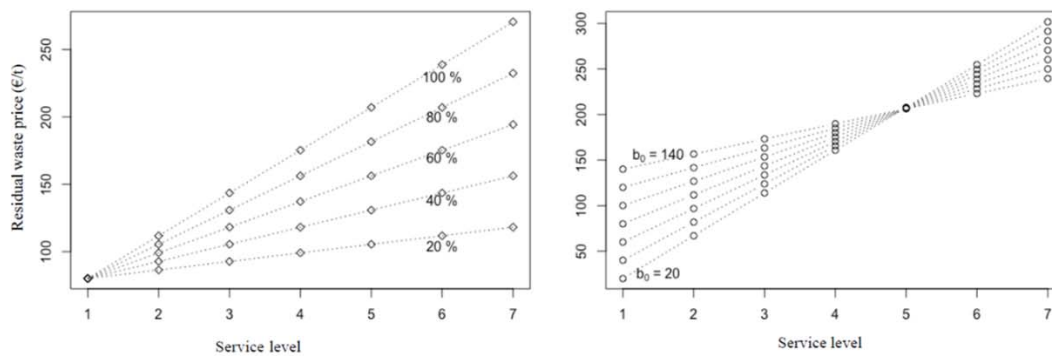 Residual waste price (€/t)
250
200
150
100
100 %
80 %
60 %
40 %
20 %
1 2 3 4 5 6 7
Service level
300
250
200
150
100
50
b₀ = 140
b₀ = 20
1 2 3 4 5 6 7
Service level